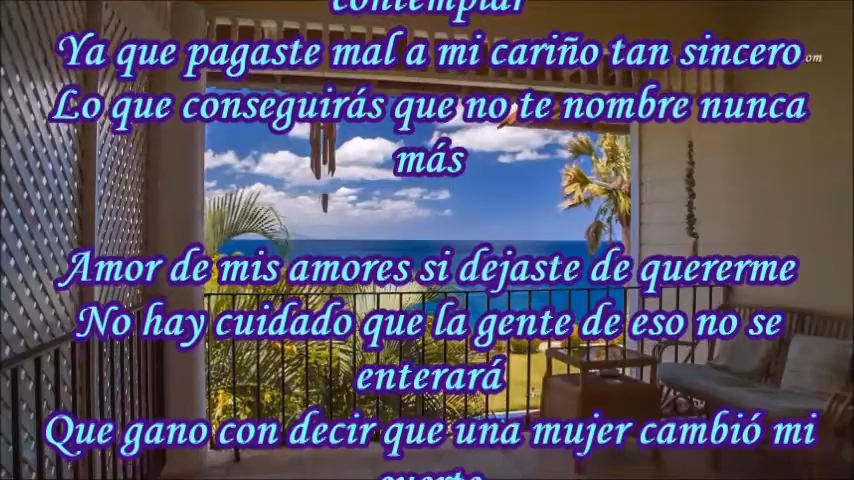 contemplar
Ya que pagaste mal a mi cariño tan sincero
Lo que conseguirás que no te nombre nunca
más
Amor de mis amores si dejaste de quererme
No hay cuidado que la gente de eso no se
enterará
Que gano con decir que una mujer cambió mi